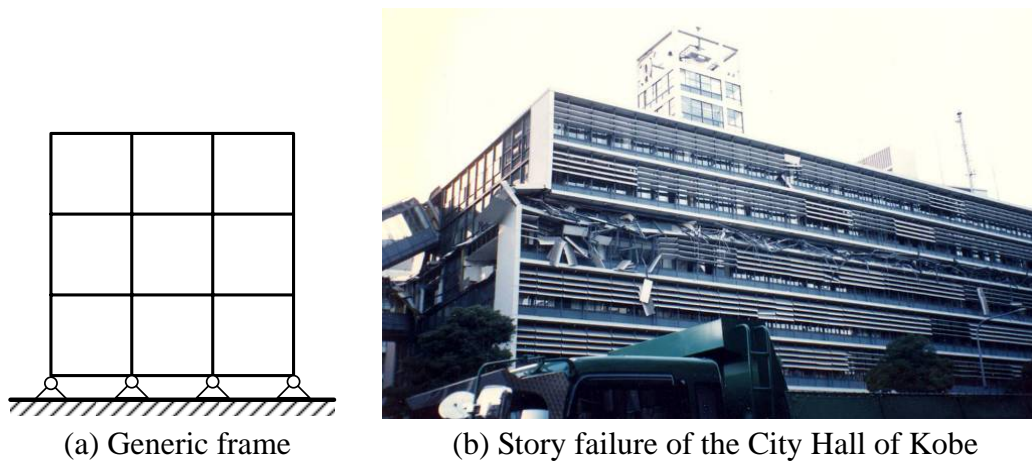 (a) Generic frame
(b) Story failure of the City Hall of Kobe